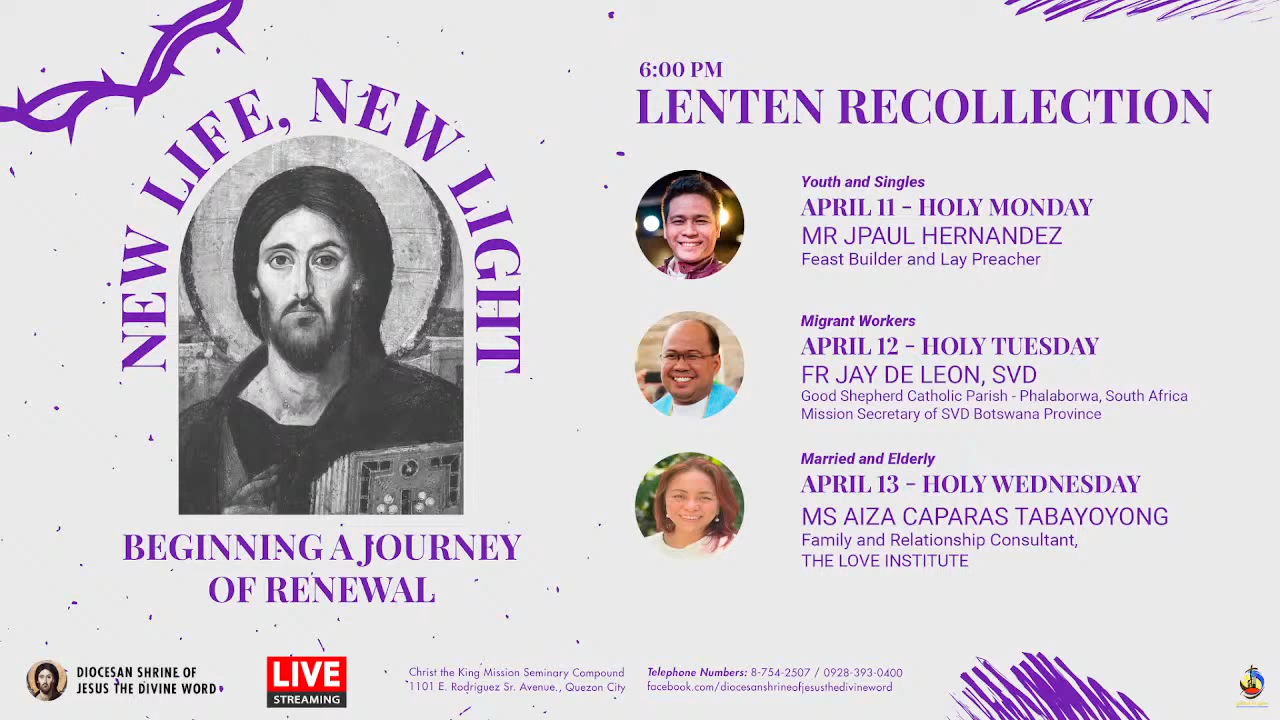 NEW LIFE, NEW LIGHT
BEGINNING A JOURNEY
OF RENEWAL
6:00 PM
LENTEN RECOLLECTION
Youth and Singles
APRIL 11 - HOLY MONDAY
MR JPAUL HERNANDEZ
Feast Builder and Lay Preacher
Migrant Workers
APRIL 12 - HOLY TUESDAY
FR JAY DE LEON, SVD
Good Shepherd Catholic Parish - Phalaborwa, South Africa
Mission Secretary of SVD Botswana Province
Married and Elderly
APRIL 13 - HOLY WEDNESDAY
MS AIZA CAPARAS TABAYOYONG
Family and Relationship Consultant,
THE LOVE INSTITUTE
DIOCESAN SHRINE OF
JESUS THE DIVINE WORD
LIVE
STREAMING
Christ the King Mission Seminary Compound
1101 E. Rodriguez Sr. Avenue., Quezon City
Telephone Numbers: 8-754-2507 / 0928-393-0400
facebook.com/diocesanshrineofjesusthedivineword